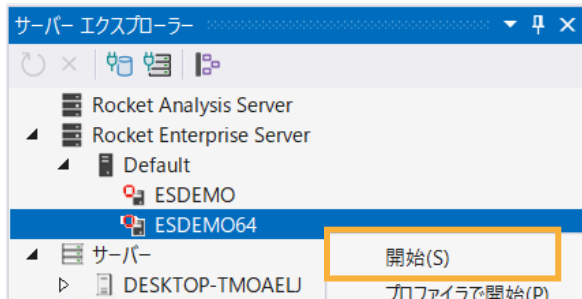 サーバー エクスプローラー
Rocket Analysis Server
Rocket Enterprise Server
Default
ESDEMO
ESDEMO64
開始(S)
サーバー
DESKTOP-TMOAELJ
プロファイラで開始(P)